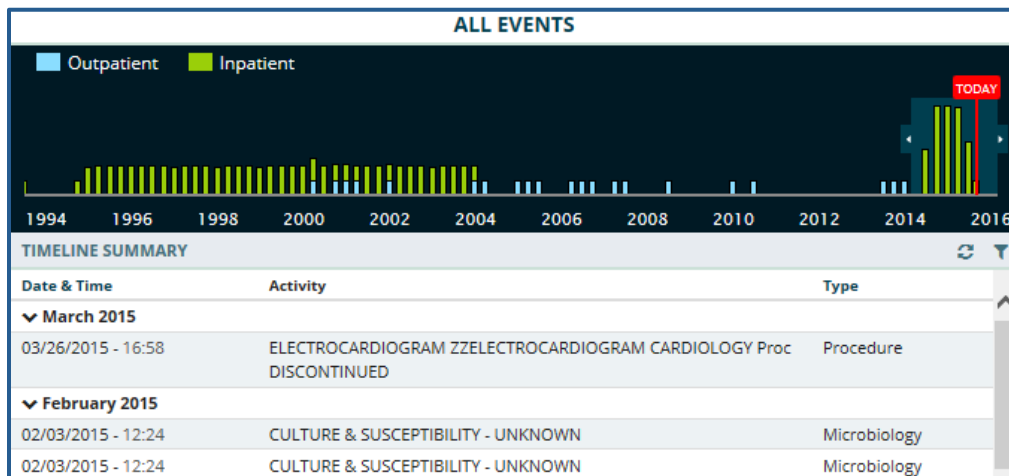 ALL EVENTS
Outpatient Inpatient
TODAY
1994 1996 1998 2000 2002 2004 2006 2008 2010 2012 2014 2016
TIMELINE SUMMARY
Date & Time Activity Type
March 2015
03/26/2015 - 16:58 ELECTROCARDIOGRAM ZZELECTROCARDIOGRAM CARDIOLOGY Proc Procedure
DISCONTINUED
February 2015
02/03/2015 - 12:24 CULTURE & SUSCEPTIBILITY - UNKNOWN Microbiology
02/03/2015 - 12:24 CULTURE & SUSCEPTIBILITY - UNKNOWN Microbiology